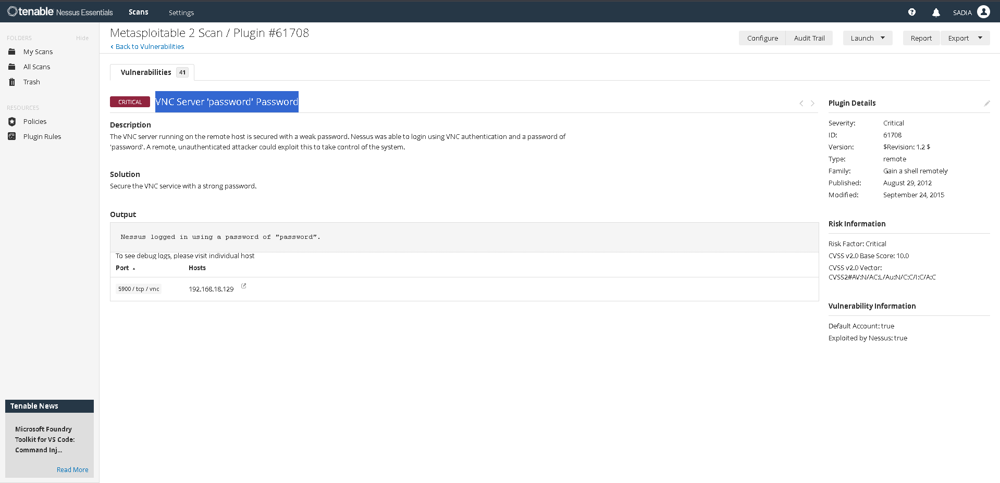 tenable Nessus Essentials
Scans
Settings
SADIA
FOLDERS
Hide
My Scans
All Scans
Trash
RESOURCES
Policies
Plugin Rules
Tenable News
Microsoft Foundry
Toolkit for VS Code:
Command Inj...
Read More
Metasploitable 2 Scan / Plugin #61708
‹ Back to Vulnerabilities
Configure
Audit Trail
Launch
Report
Export
Vulnerabilities 41
CRITICAL
VNC Server 'password' Password
Description
The VNC server running on the remote host is secured with a weak password. Nessus was able to login using VNC authentication and a password of
'password'. A remote, unauthenticated attacker could exploit this to take control of the system.
Solution
Secure the VNC service with a strong password.
Output
Nessus logged in using a password of "password".
To see debug logs, please visit individual host
Port Hosts
5900 / tcp / vnc 192.168.18.129
Plugin Details
Severity: Critical
ID: 61708
Version: $Revision: 1.2 $
Type: remote
Family: Gain a shell remotely
Published: August 29, 2012
Modified: September 24, 2015
Risk Information
Risk Factor: Critical
CVSS v2.0 Base Score: 10.0
CVSS v2.0 Vector:
CVSS2#AV:N/AC:L/Au:N/C:C/I:C/A:C
Vulnerability Information
Default Account: true
Exploited by Nessus: true